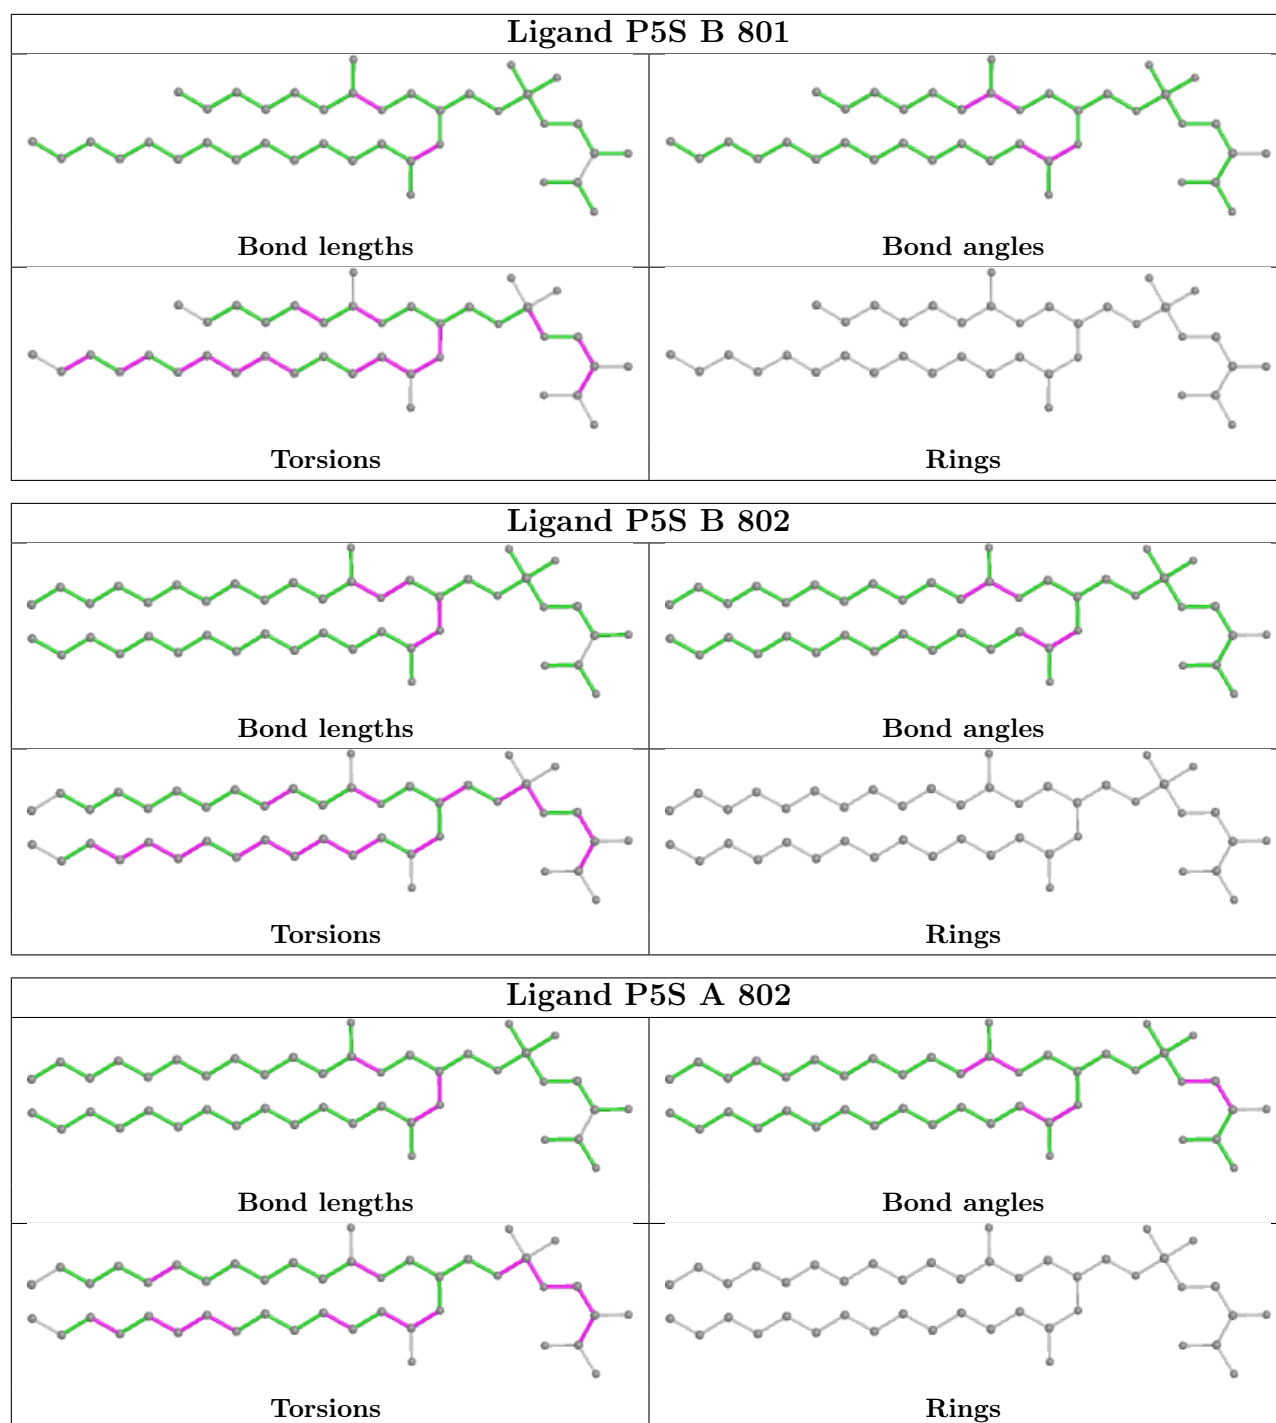 Ligand P5S B 801
Bond lengths
Bond angles
Torsions
Rings
Ligand P5S B 802
Bond lengths
Bond angles
Torsions
Rings
Ligand P5S A 802
Bond lengths
Bond angles
Torsions
Rings